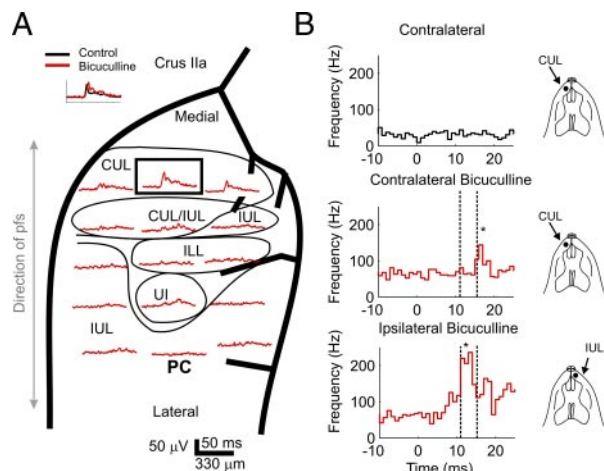 A
Control
Bicuculline
Crus IIa
Medial
Direction of pfs
CUL
CUL/IUL
IUL
ILL
UI
IUL
PC
Lateral
50 µV
50 ms
330 µm
B
Contralateral
Frequency (Hz)
200
100
0
-10
0
10
20
CUL
Contralateral Bicuculline
Frequency (Hz)
200
100
0
*
-10
0
10
20
CUL
Ipsilateral Bicuculline
Frequency (Hz)
200
100
0
*
-10
0
10
20
Time (ms)
IUL